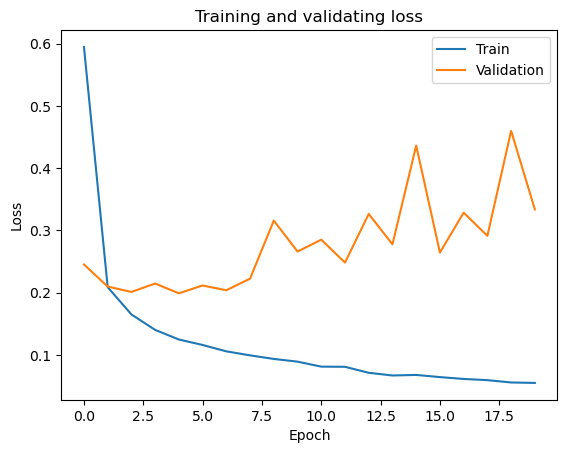 Training and validating loss
Train
Validation
0.6
0.5
0.4
0.3
0.2
0.1
Loss
0.0 2.5 5.0 7.5 10.0 12.5 15.0 17.5
Epoch